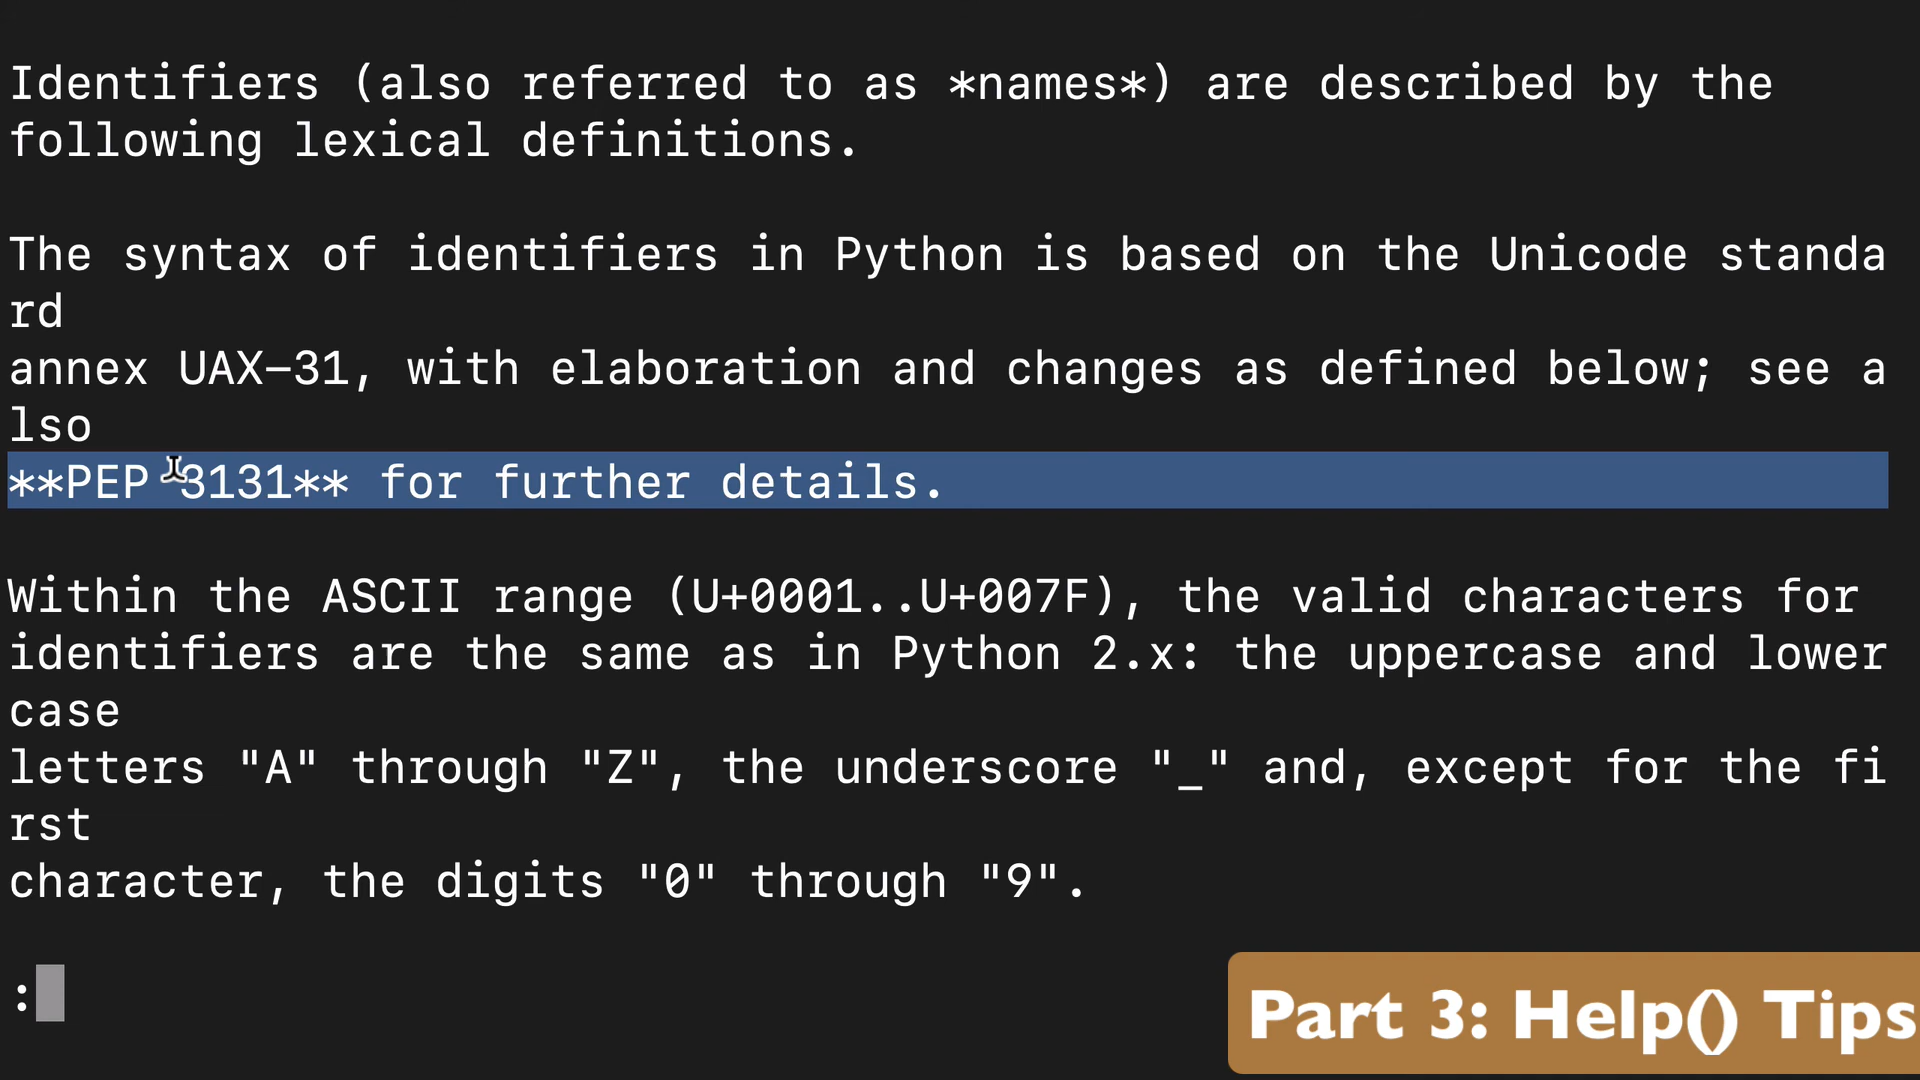 Identifiers (also referred to as *names*) are described by the
following lexical definitions.
The syntax of identifiers in Python is based on the Unicode standa
rd
annex UAX-31, with elaboration and changes as defined below; see a
lso
**PEP 3131** for further details.
Within the ASCII range (U+0001..U+007F), the valid characters for
identifiers are the same as in Python 2.x: the uppercase and lower
case
letters "A" through "Z", the underscore "_" and, except for the fi
rst
character, the digits "0" through "9".
:
Part 3: Help() Tips